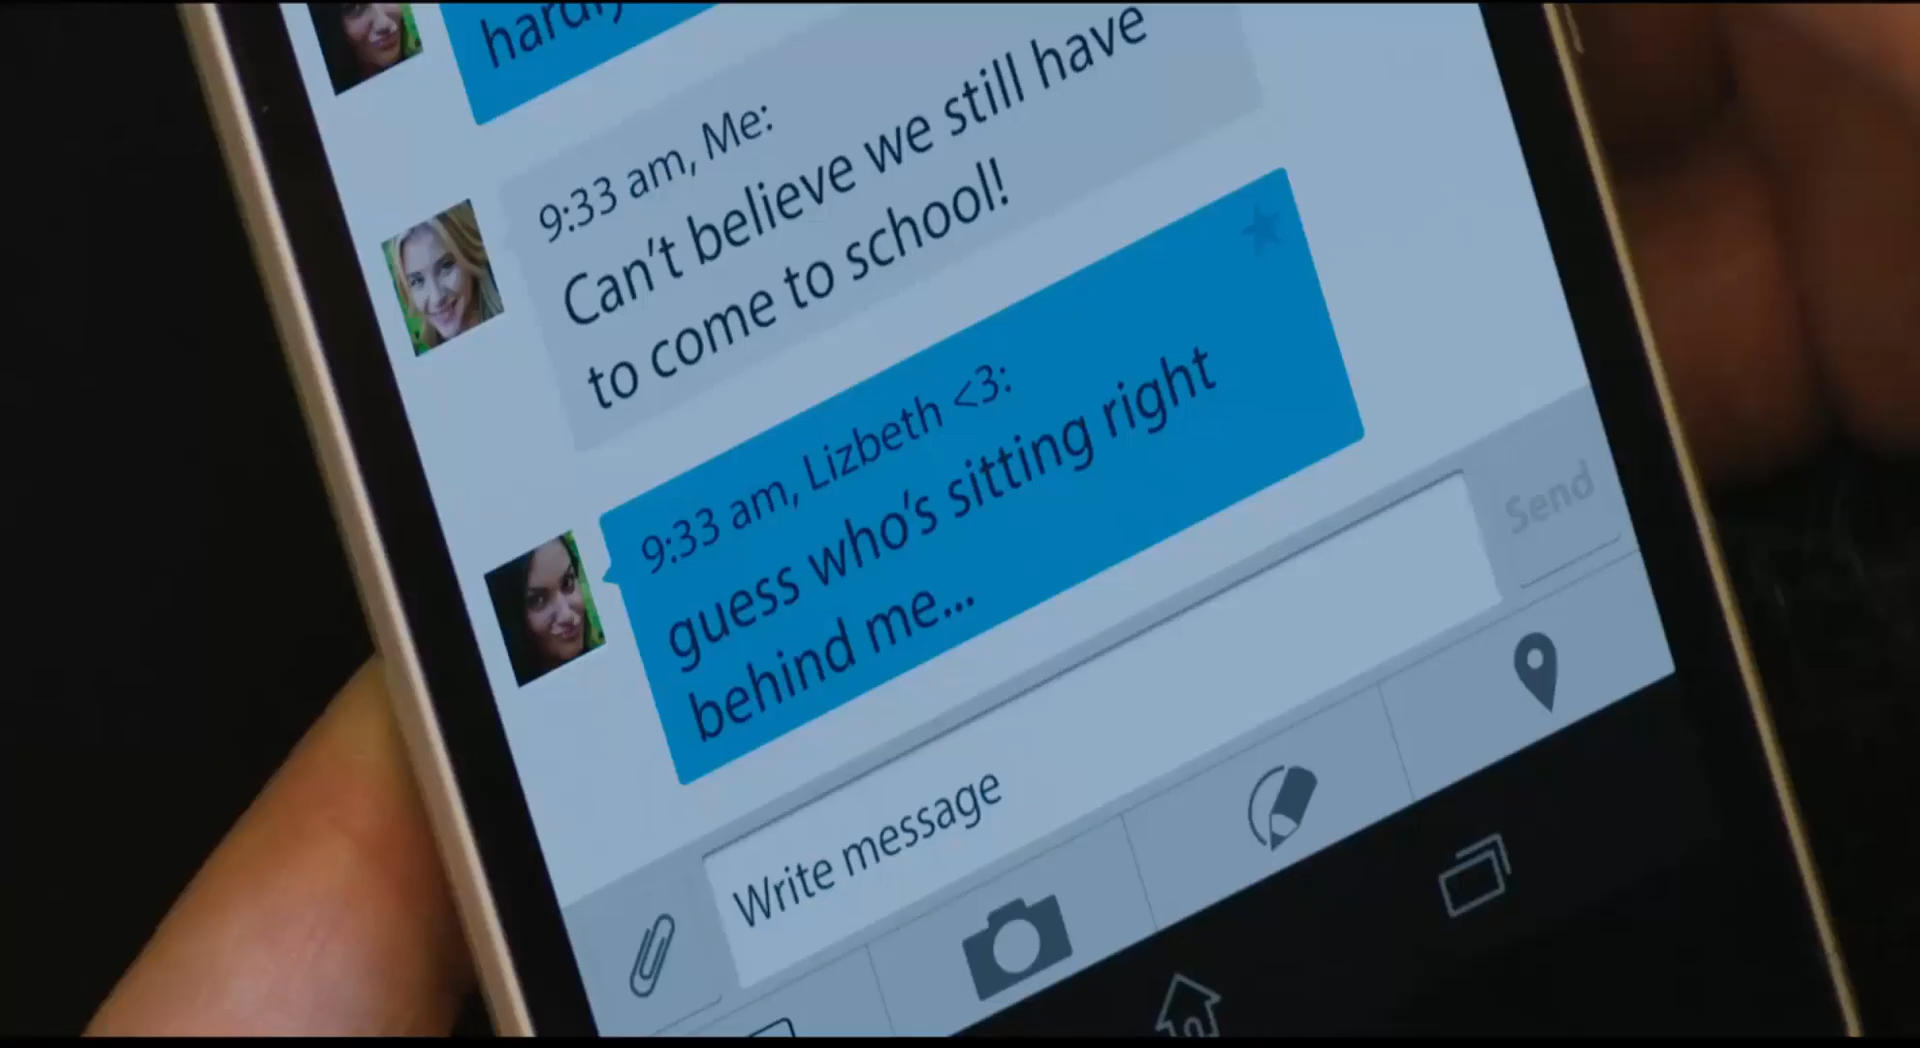 hardly
9:33 am, Me:
Can't believe we still have
to come to school!
9:33 am, Lizbeth <3:
guess who's sitting right
behind me...
Send
Write message